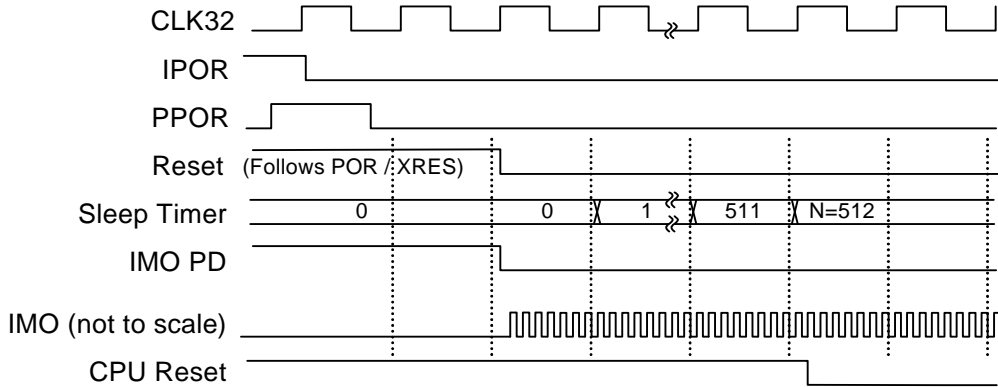 CLK32
IPOR
PPOR
Reset (Follows POR / XRES)
Sleep Timer 0 0 1 511 N=512
IMO PD
IMO (not to scale)
CPU Reset